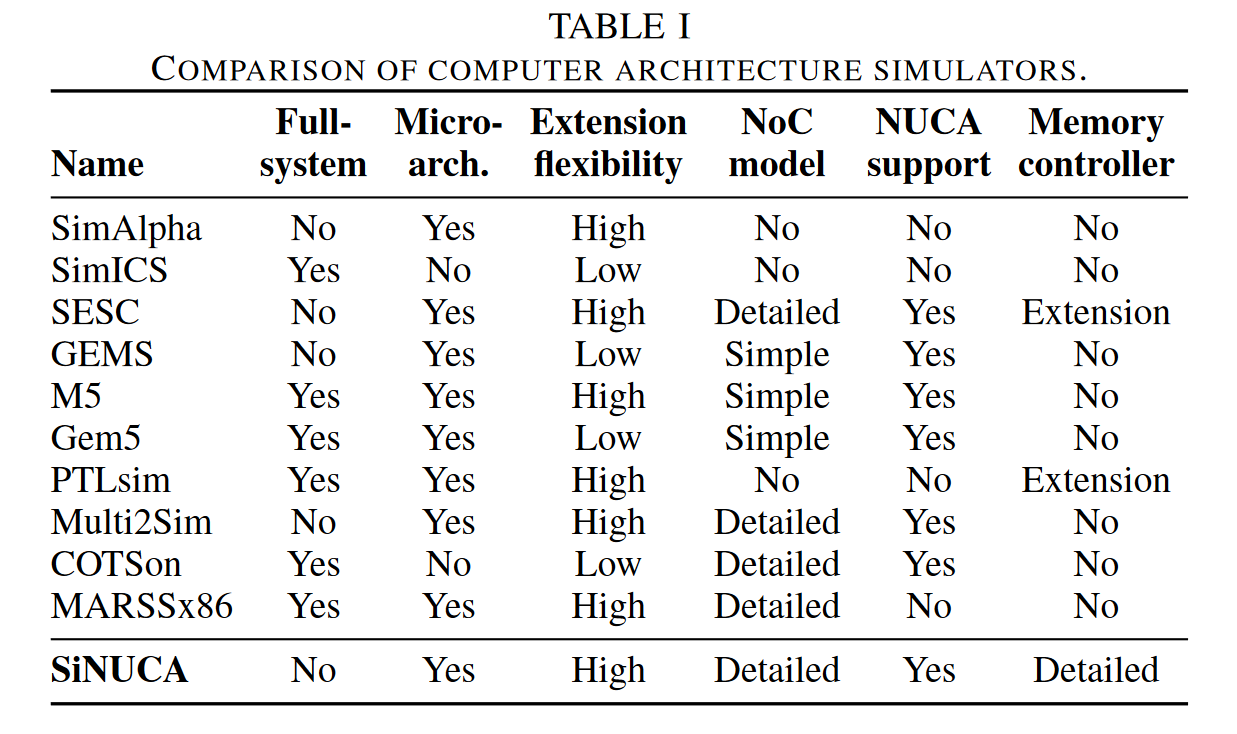 TABLE I
COMPARISON OF COMPUTER ARCHITECTURE SIMULATORS.
Full- Micro- Extension NoC NUCA Memory
Name system arch. flexibility model support controller
SimAlpha No Yes High No No No
SimICS Yes No Low No No No
SESC No Yes High Detailed Yes Extension
GEMS No Yes Low Simple Yes No
M5 Yes Yes High Simple Yes No
Gem5 Yes Yes Low Simple Yes No
PTLsim Yes Yes High No No Extension
Multi2Sim No Yes High Detailed Yes No
COTSon Yes No Low Detailed Yes No
MARSSx86 Yes Yes High Detailed No No
SiNUCA No Yes High Detailed Yes Detailed